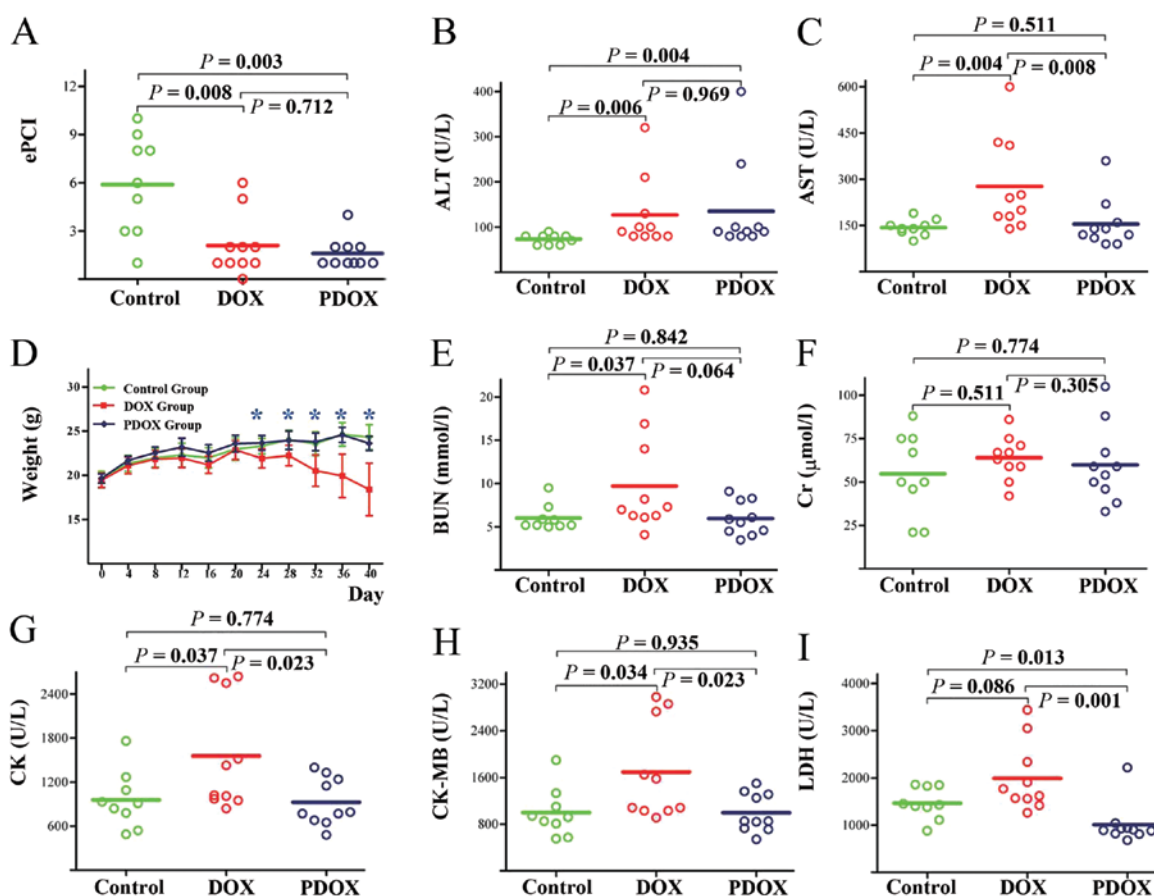 A
P = 0.003
P = 0.008
P = 0.712
ePCI
12
9
6
3
Control DOX PDOX
B
P = 0.004
P = 0.969
P = 0.006
ALT (U/L)
400
300
200
100
Control DOX PDOX
C
P = 0.511
P = 0.004
P = 0.008
AST (U/L)
600
450
300
150
Control DOX PDOX
D
Weight (g)
30
25
20
15
Control Group
DOX Group
PDOX Group
* * * * *
0 4 8 12 16 20 24 28 32 36 40
Day
E
P = 0.842
P = 0.037
P = 0.064
BUN (mmol/l)
20
15
10
5
Control DOX PDOX
F
P = 0.774
P = 0.511
P = 0.305
Cr (μmol/l)
100
75
50
25
Control DOX PDOX
G
P = 0.774
P = 0.037
P = 0.023
CK (U/L)
2400
1800
1200
600
Control DOX PDOX
H
P = 0.935
P = 0.034
P = 0.023
CK-MB (U/L)
3200
2400
1600
800
Control DOX PDOX
I
P = 0.013
P = 0.086
P = 0.001
LDH (U/L)
4000
3000
2000
1000
Control DOX PDOX